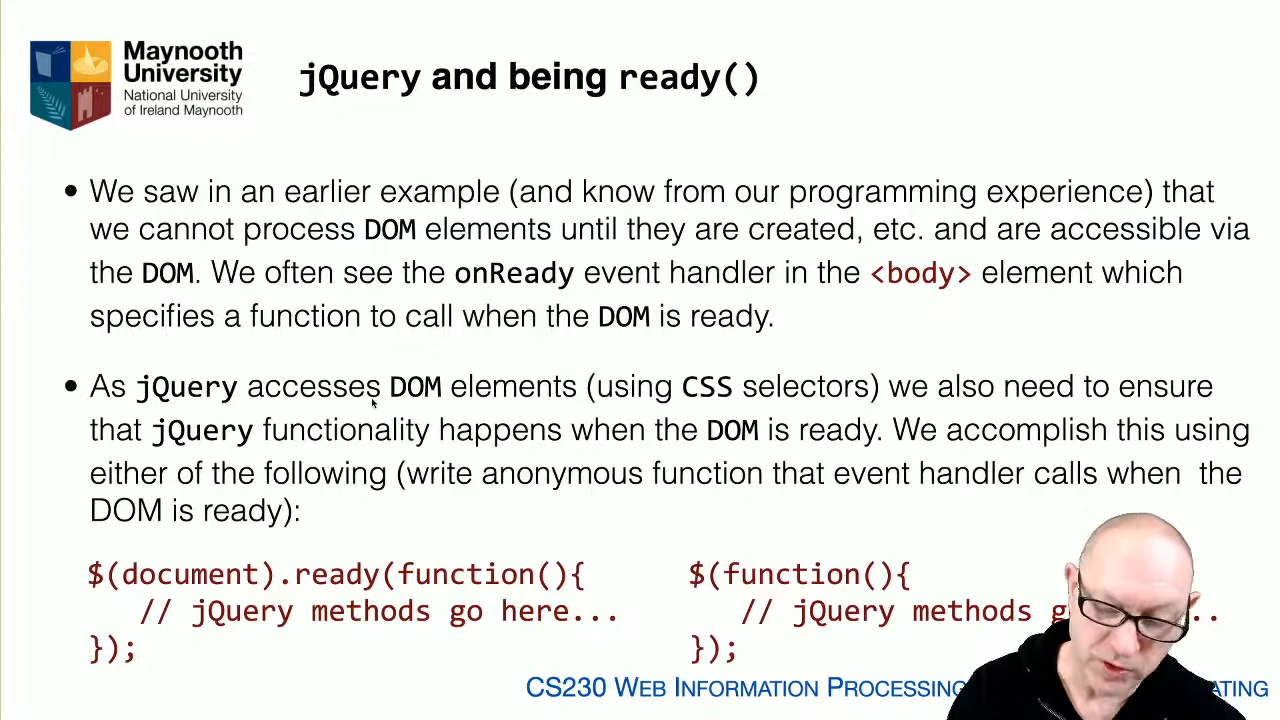 Maynooth
University
National University
of Ireland Maynooth
jQuery and being ready()
• We saw in an earlier example (and know from our programming experience) that
we cannot process DOM elements until they are created, etc. and are accessible via
the DOM. We often see the onReady event handler in the <body> element which
specifies a function to call when the DOM is ready.
• As jQuery accesses DOM elements (using CSS selectors) we also need to ensure
that jQuery functionality happens when the DOM is ready. We accomplish this using
either of the following (write anonymous function that event handler calls when the
DOM is ready):
$(document).ready(function(){
// jQuery methods go here...
});
$(function(){
// jQuery methods
});
CS230 WEB INFORMATION PROCESSING